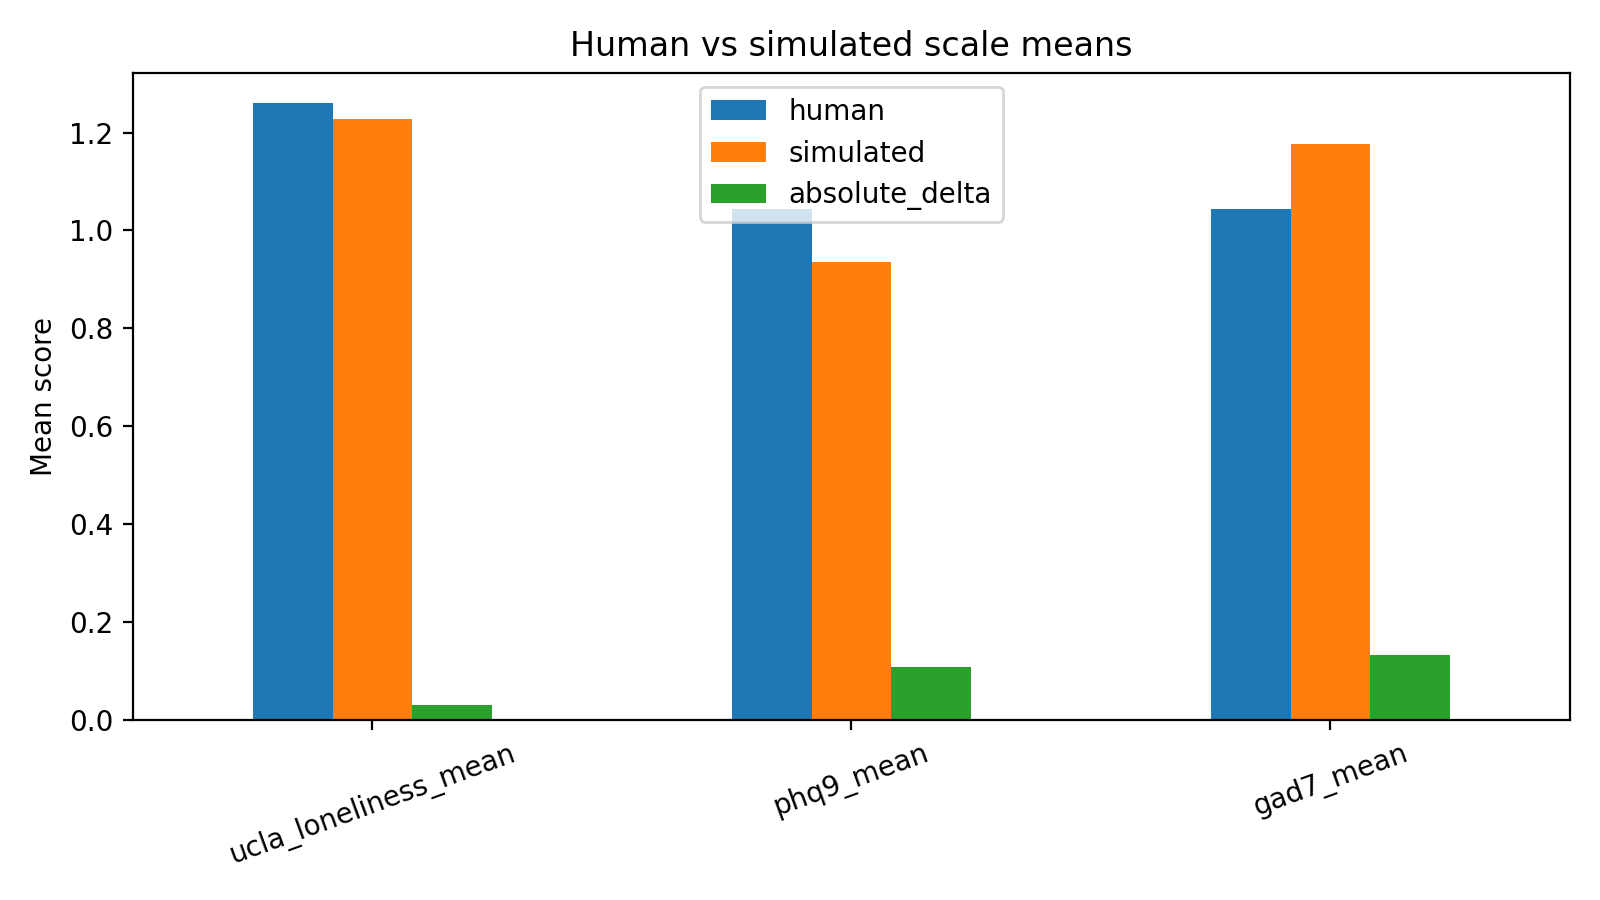 Human vs simulated scale means
human
simulated
absolute_delta
Mean score
1.2
1.0
0.8
0.6
0.4
0.2
0.0
ucla_loneliness_mean
phq9_mean
gad7_mean